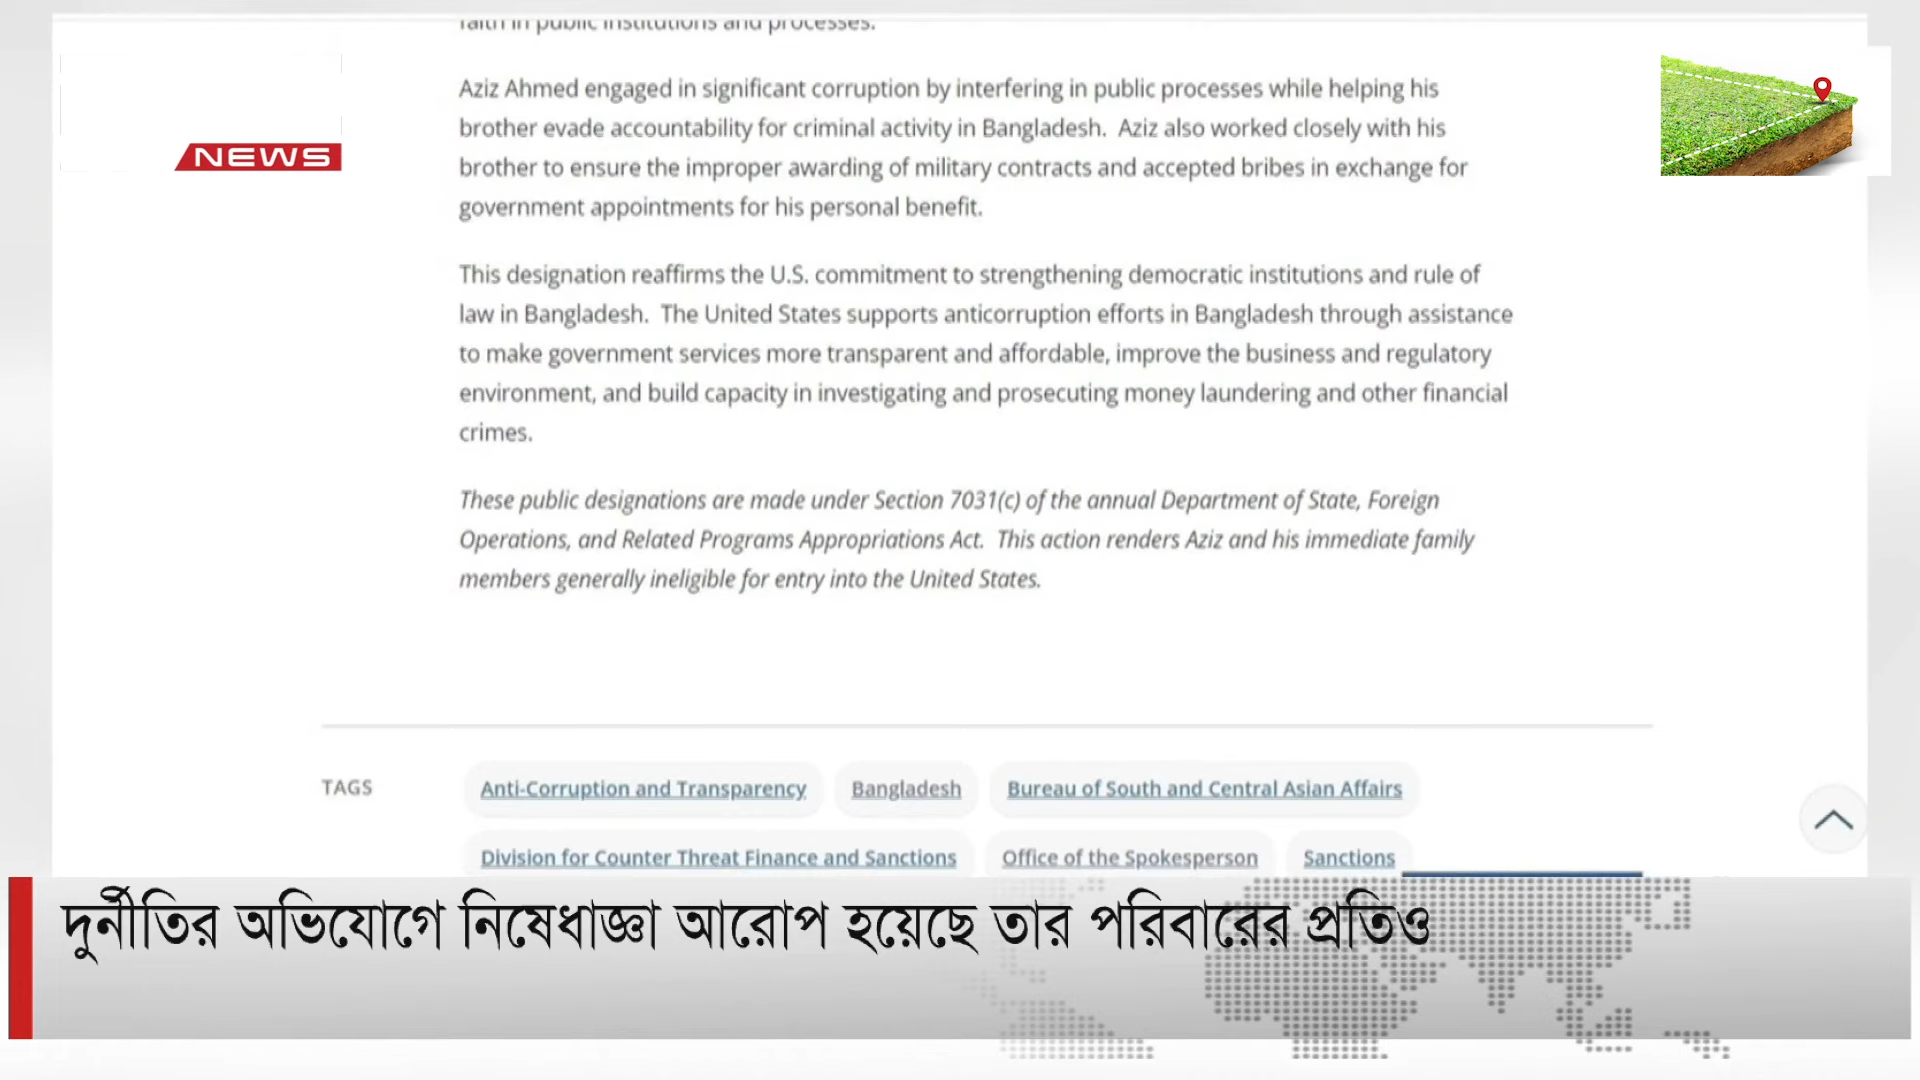 faith in public institutions and processes.
NEWS
Aziz Ahmed engaged in significant corruption by interfering in public processes while helping his
brother evade accountability for criminal activity in Bangladesh.  Aziz also worked closely with his
brother to ensure the improper awarding of military contracts and accepted bribes in exchange for
government appointments for his personal benefit.
This designation reaffirms the U.S. commitment to strengthening democratic institutions and rule of
law in Bangladesh.  The United States supports anticorruption efforts in Bangladesh through assistance
to make government services more transparent and affordable, improve the business and regulatory
environment, and build capacity in investigating and prosecuting money laundering and other financial
crimes.
These public designations are made under Section 7031(c) of the annual Department of State, Foreign
Operations, and Related Programs Appropriations Act.  This action renders Aziz and his immediate family
members generally ineligible for entry into the United States.
TAGS
Anti-Corruption and Transparency Bangladesh Bureau of South and Central Asian Affairs
Division for Counter Threat Finance and Sanctions Office of the Spokesperson Sanctions
দুর্নীতির অভিযোগে নিষেধাজ্ঞা আরোপ হয়েছে তার পরিবারের প্রতিও